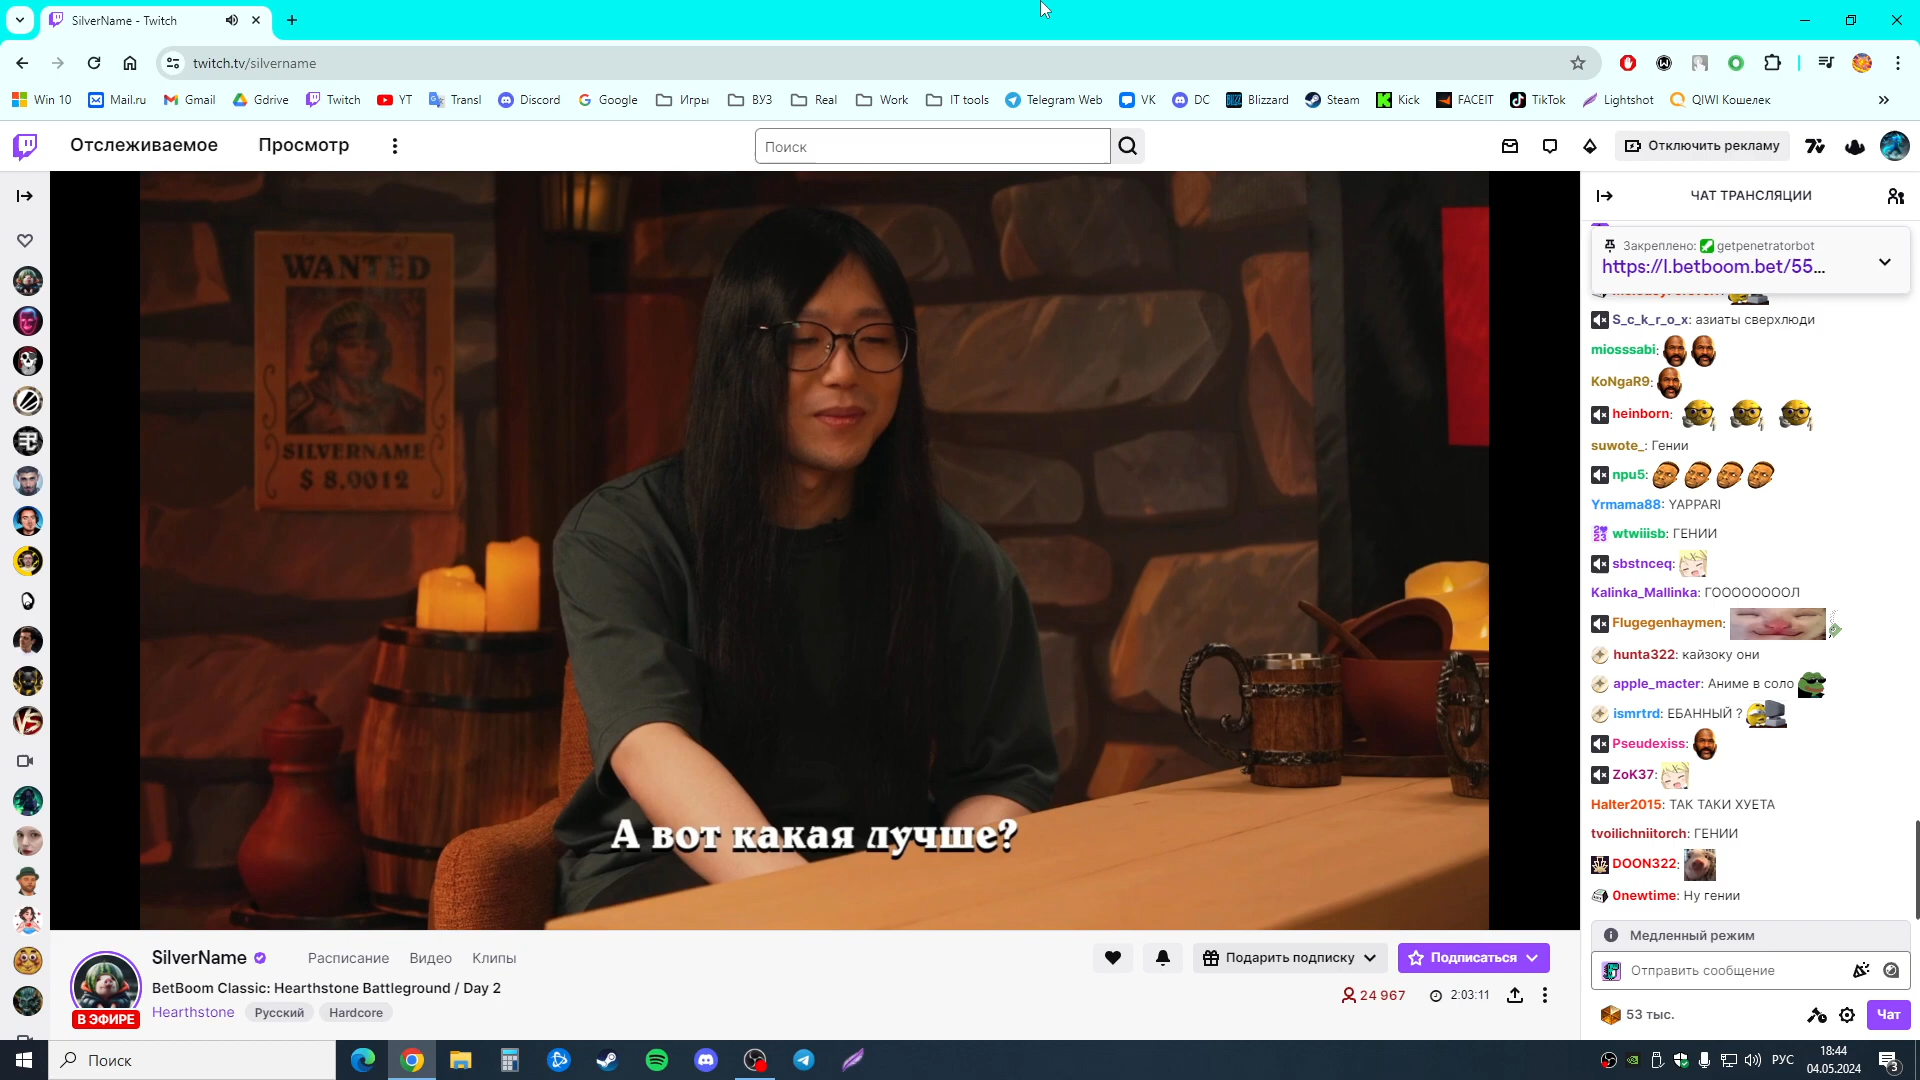 SilverName - Twitch
twitch.tv/silvername
Win 10
Mail.ru
Gmail
Gdrive
Twitch
YT
Transl
Discord
Google
Игры
ВУЗ
Real
Work
IT tools
Telegram Web
VK
DC
Blizzard
Steam
Kick
FACEIT
TikTok
Lightshot
QIWI Кошелек
Отслеживаемое
Просмотр
Поиск
Отключить рекламу
ЧАТ ТРАНСЛЯЦИИ
Закреплено: getpenetratorbot
https://l.betboom.bet/55...
S_c_k_r_o_x: азиаты сверхлюди
miosssabi:
KoNgaR9:
heinborn:
suwote_: Гении
npu5:
Yrmama88: YAPPARI
wtwiiisb: ГЕНИИ
sbstnceq:
Kalinka_Mallinka: ГОООООООOЛ
Flugegenhaymen:
hunta322: кайзоку они
apple_macter: Аниме в соло
ismrtrd: ЕБАННЫЙ ?
Pseudexiss:
ZoK37:
Halter2015: ТАК ТАКИ ХУЕТА
tvoilichniitorch: ГЕНИИ
DOON322:
0newtime: Ну гении
Медленный режим
Отправить сообщение
53 тыс.
Чат
WANTED
SILVERNAME
$ 8.0012
А вот какая лучше?
SilverName
Расписание
Видео
Клипы
Подарить подписку
Подписаться
BetBoom Classic: Hearthstone Battleground / Day 2
24 967
2:03:11
Hearthstone
Русский
Hardcore
В ЭФИРЕ
Поиск
РУС
18:44
04.05.2024
3